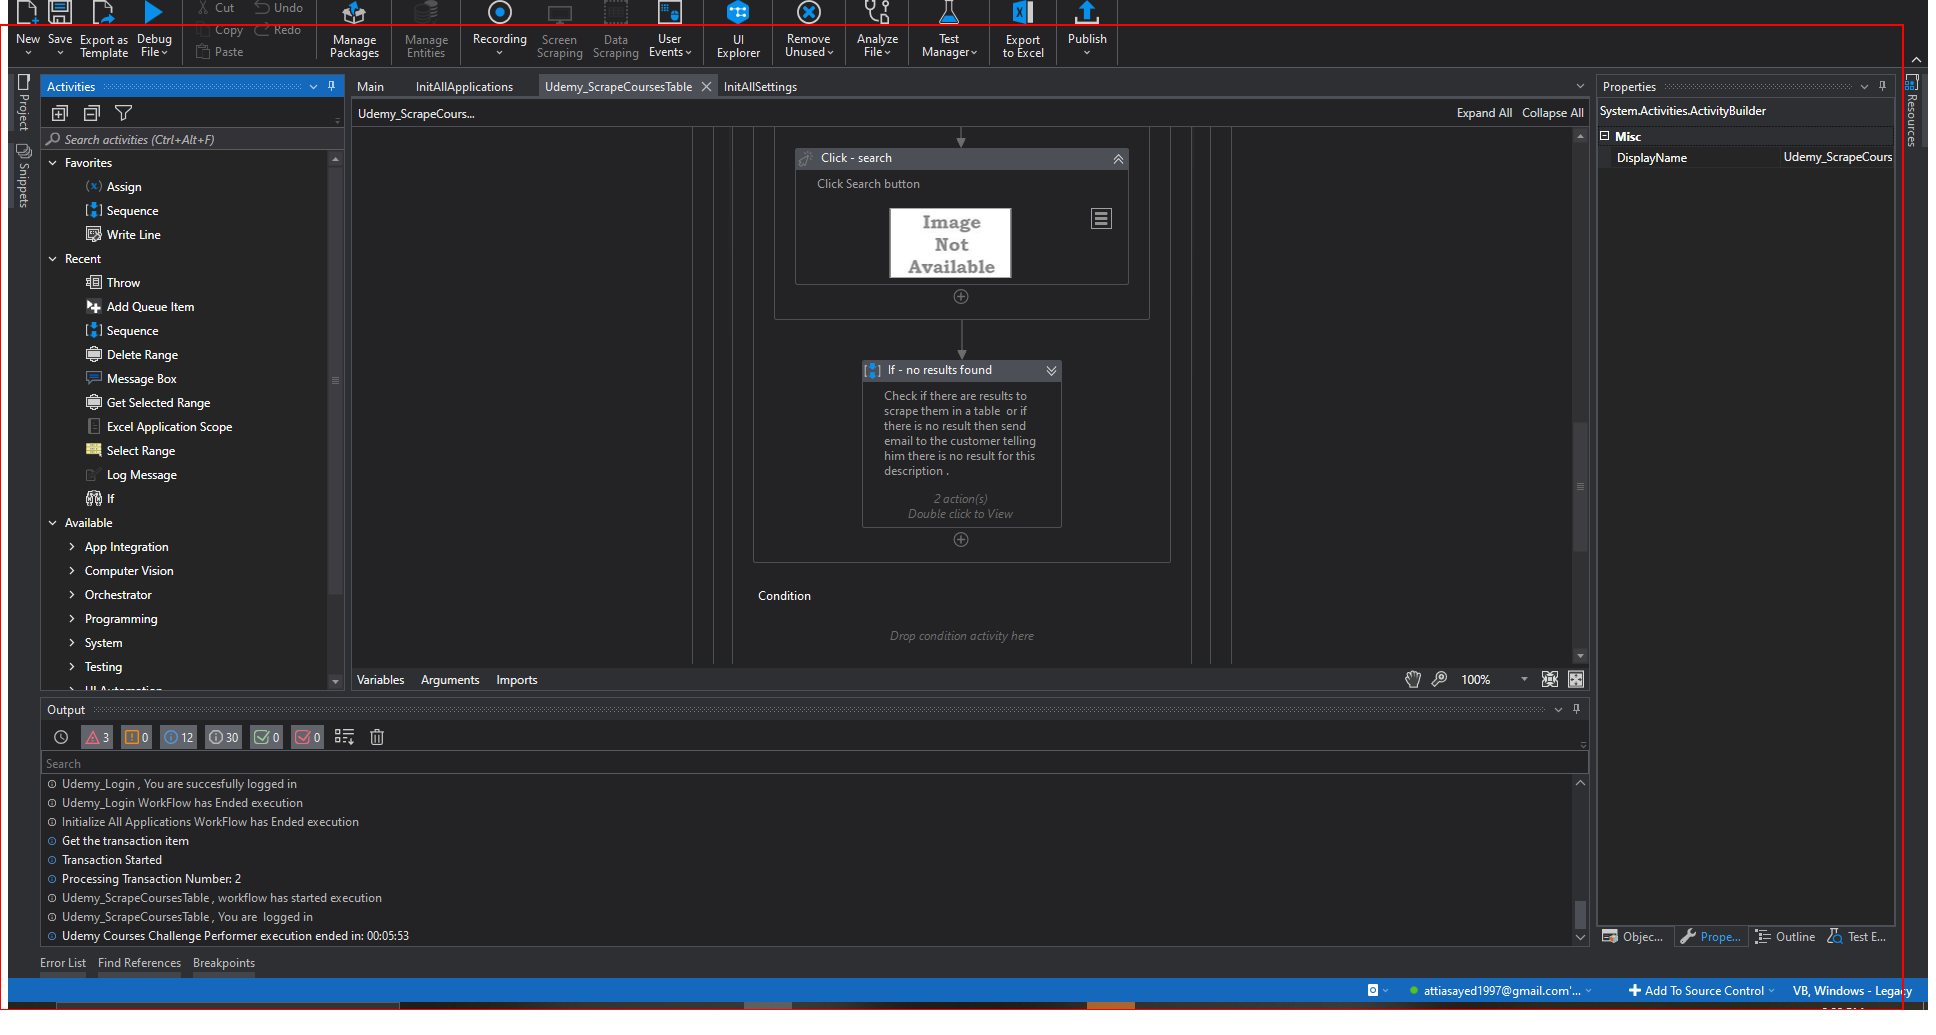 Cut
Undo
Copy
Redo
Paste
New
Save
Export as
Template
Debug
File
Manage
Packages
Manage
Entities
Recording
Screen
Scraping
Data
Scraping
User
Events
UI
Explorer
Remove
Unused
Analyze
File
Test
Manager
Export
to Excel
Publish
Project
Snippets
Activities
Search activities (Ctrl+Alt+F)
Favorites
Assign
Sequence
Write Line
Recent
Throw
Add Queue Item
Sequence
Delete Range
Message Box
Get Selected Range
Excel Application Scope
Select Range
Log Message
If
Available
App Integration
Computer Vision
Orchestrator
Programming
System
Testing
UI Automation
Main
InitAllApplications
Udemy_ScrapeCoursesTable
InitAllSettings
Udemy_ScrapeCours...
Expand All
Collapse All
Click - search
Click Search button
Image
Not
Available
If - no results found
Check if there are results to
scrape them in a table or if
there is no result then send
email to the customer telling
him there is no result for this
description .
2 action(s)
Double click to View
Condition
Drop condition activity here
Variables
Arguments
Imports
100%
Properties
System.Activities.ActivityBuilder
Misc
DisplayName
Udemy_ScrapeCours
Resources
Output
3
0
12
30
0
0
Search
Udemy_Login , You are succesfully logged in
Udemy_Login WorkFlow has Ended execution
Initialize All Applications WorkFlow has Ended execution
Get the transaction item
Transaction Started
Processing Transaction Number: 2
Udemy_ScrapeCoursesTable , workflow has started execution
Udemy_ScrapeCoursesTable , You are logged in
Udemy Courses Challenge Performer execution ended in: 00:05:53
Objec...
Prope...
Outline
Test E...
Error List
Find References
Breakpoints
attiasayed1997@gmail.com'...
Add To Source Control
VB, Windows - Legacy